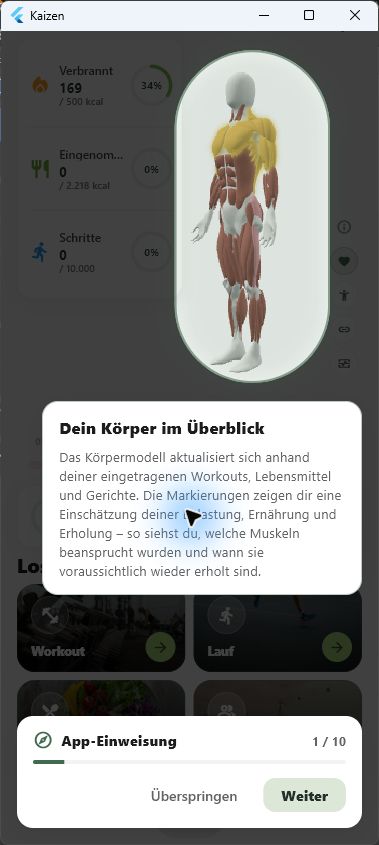 Kaizen
Verbrannt
169
/ 500 kcal
34%
Eingenom...
0
/ 2.218 kcal
0%
Schritte
0
/ 10.000
0%
Dein Körper im Überblick
Das Körpermodell aktualisiert sich anhand
deiner eingetragenen Workouts, Lebensmittel
und Gerichte. Die Markierungen zeigen dir eine
Einschätzung deiner Belastung, Ernährung und
Erholung – so siehst du, welche Muskeln
beansprucht wurden und wann sie
voraussichtlich wieder erholt sind.
Workout
Lauf
App-Einweisung
1 / 10
Überspringen
Weiter